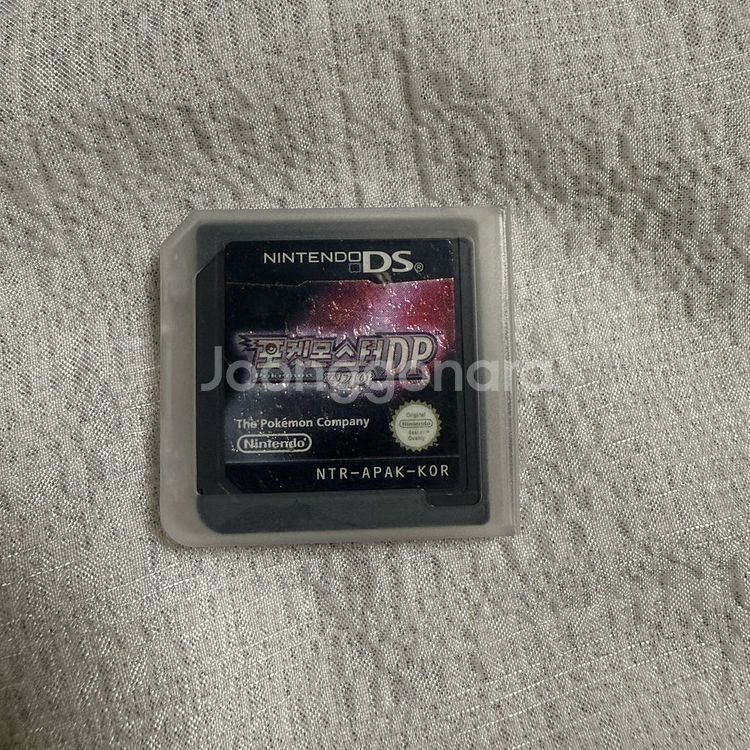 NINTENDO DS®
포켓몬스터DP
The Pokémon Company
Nintendo®
Original
Nintendo
Seal of
Quality
NTR-APAK-KOR
Joonggonara